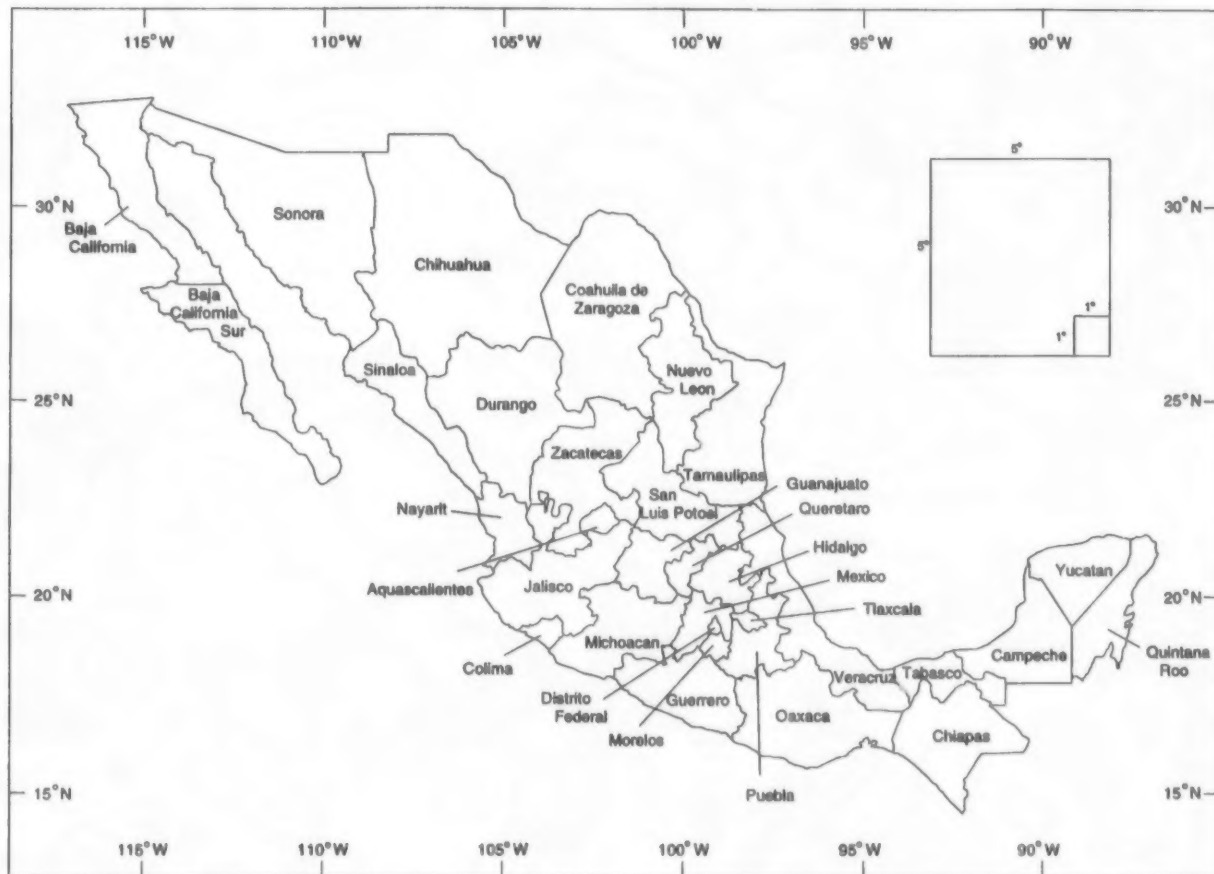 115°W 110°W 105°W 100°W 95°W 90°W
5°
30°N
30°N
Sonora
Baja
California
5°
Chihuahua
Coahuila de
Zaragoza
Baja
California
Sur
1°
1°
Sinaloa
Nuevo
Leon
25°N
25°N
Durango
Zacatecas
Tamaulipas
Guanajuato
San
Luis Potosi
Nayarit
Queretaro
Hidalgo
Yucatan
Mexico
Aquascalientes
Jalisco
20°N
20°N
Tlaxcala
Michoacan
Campeche
Quintana
Roo
Colima
Veracruz
Tabasco
Distrito
Federal
Guerrero
Oaxaca
Morelos
Chiapas
Puebla
15°N
15°N
115°W 110°W 105°W 100°W 95°W 90°W